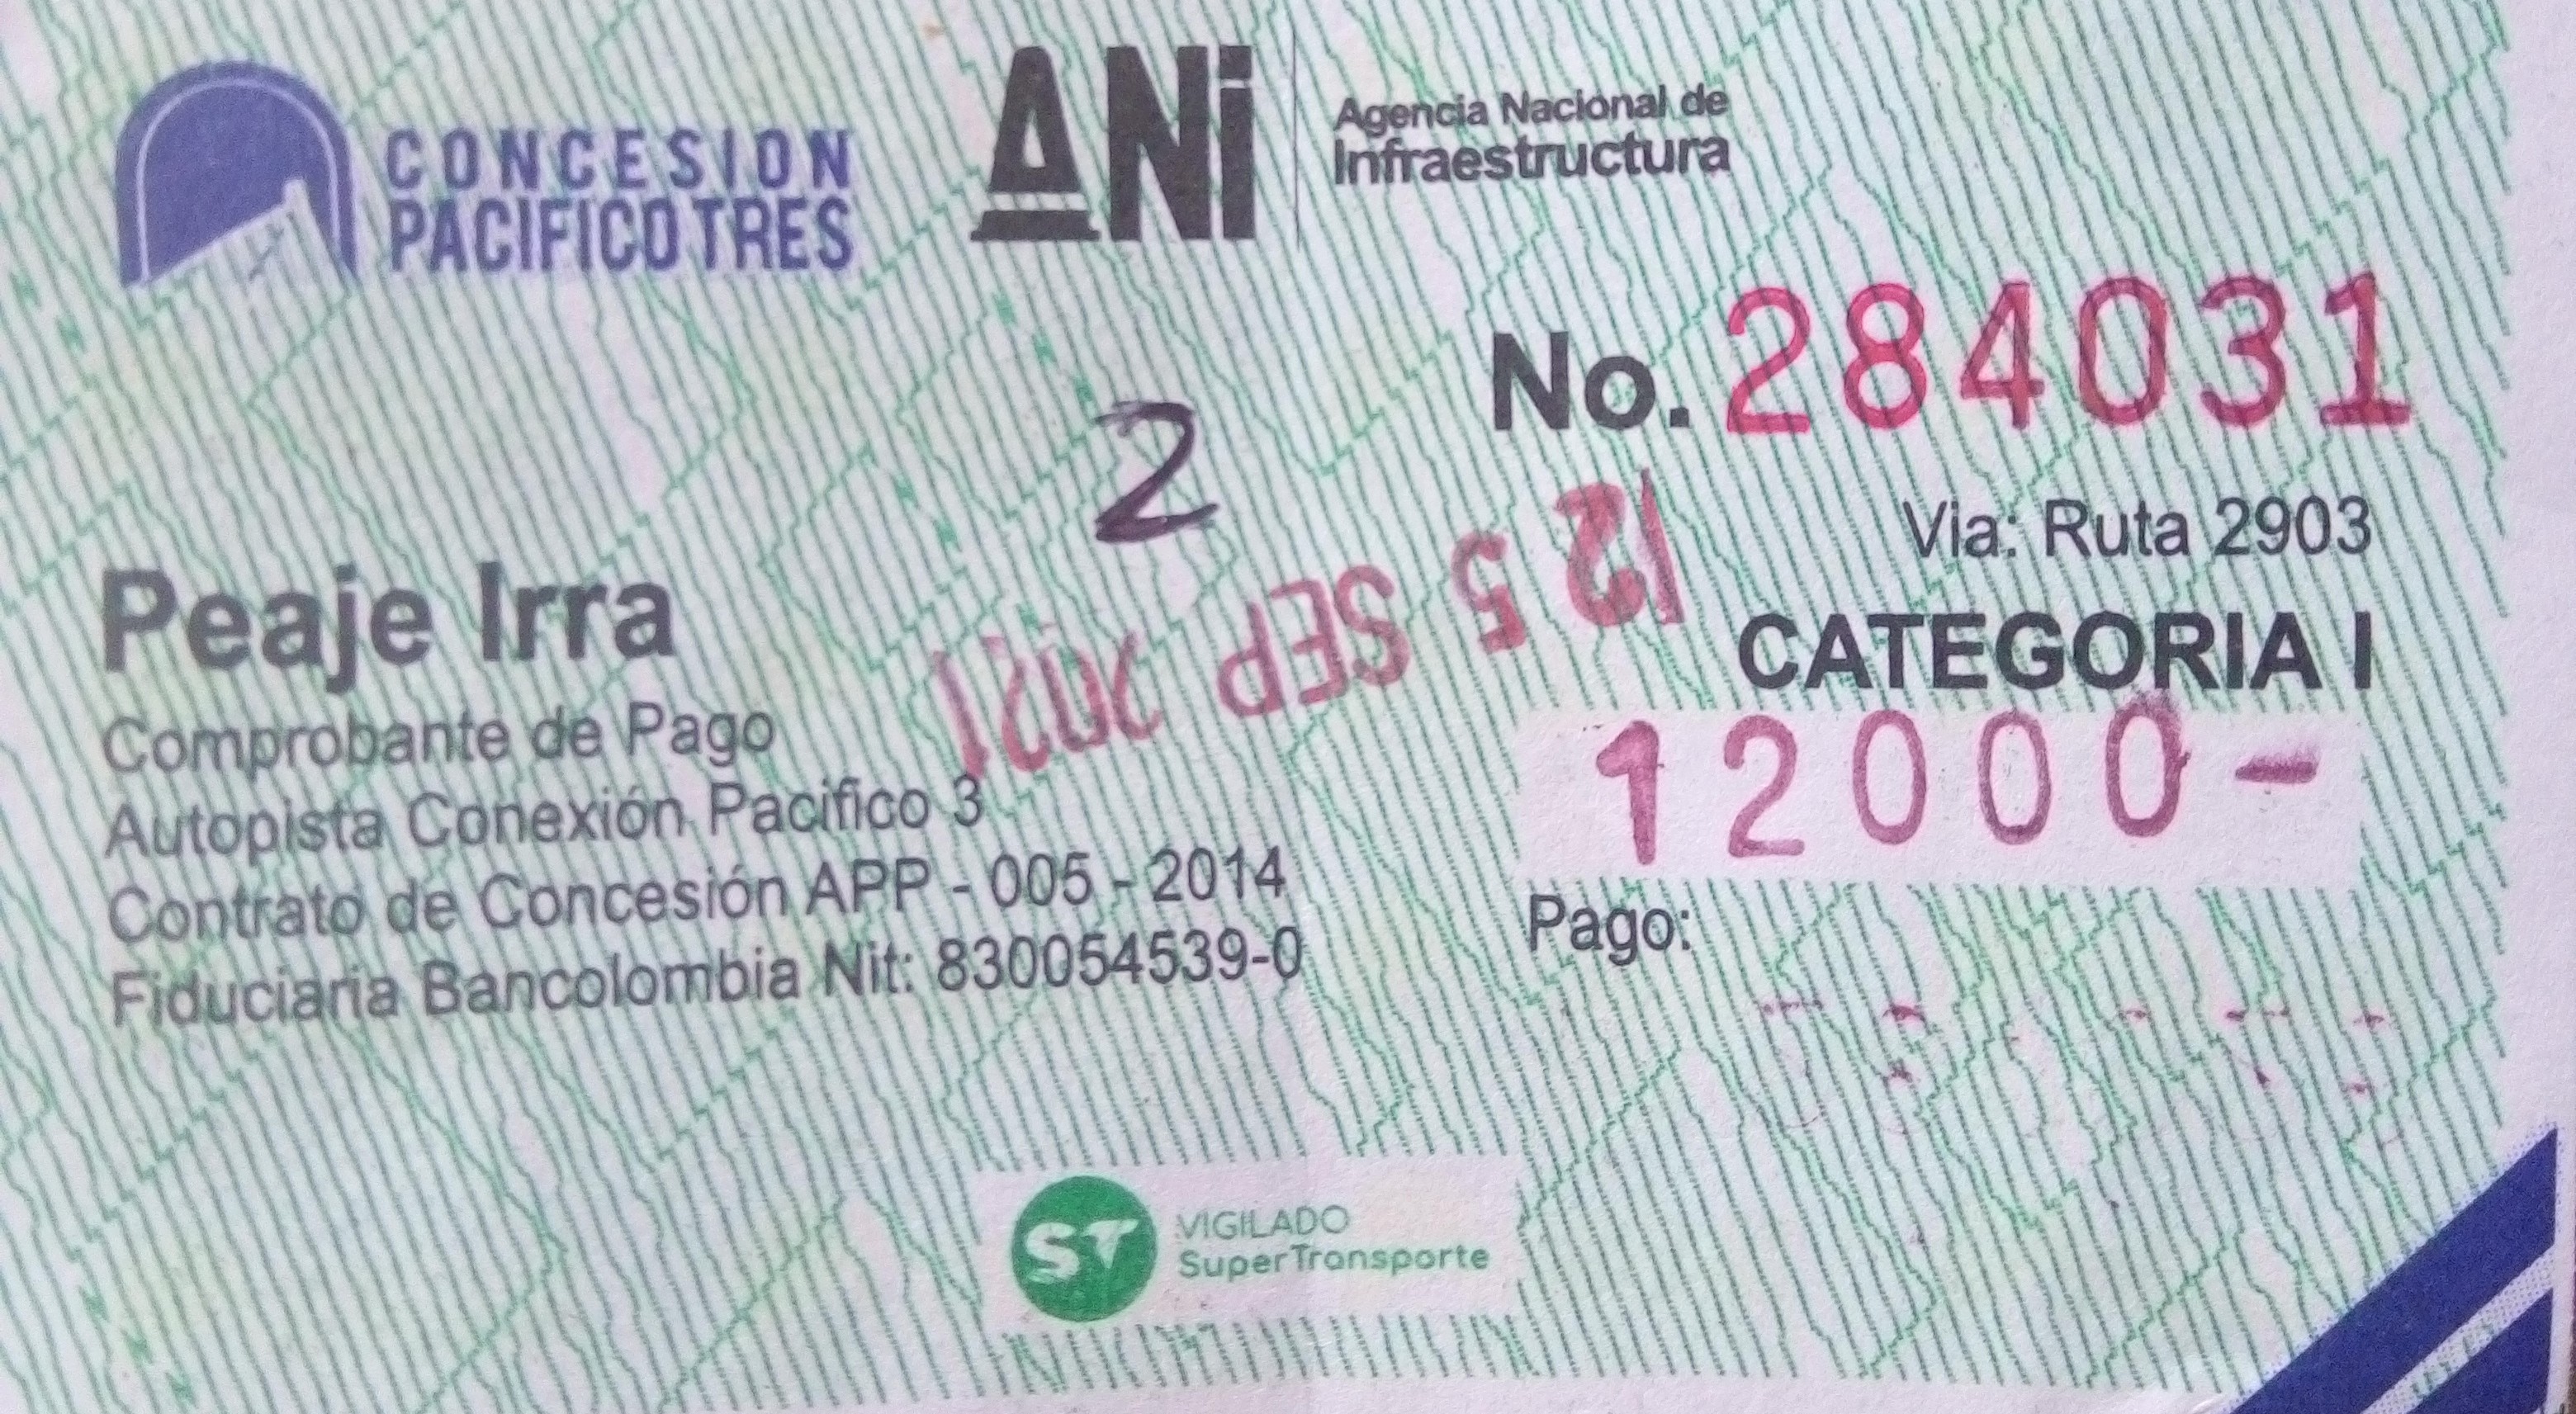 CONCESION
PACIFICO TRES
ANi
Agencia Nacional de
Infraestructura
No. 284031
2
Via: Ruta 2903
12 5 SEP 2021
Peaje Irra
CATEGORIA I
12000-
Comprobante de Pago
Autopista Conexión Pacifico 3
Contrato de Concesión APP - 005 - 2014
Fiduciaria Bancolombia Nit: 830054539-0
Pago:
ST
VIGILADO
SuperTransporte